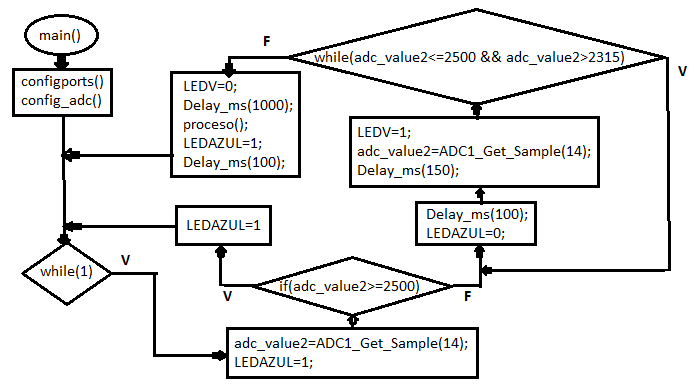 main()
configports()
config_adc()
F
while(adc_value2<=2500 && adc_value2>2315)
V
LEDV=0;
Delay_ms(1000);
proceso();
LEDAZUL=1;
Delay_ms(100);
LEDV=1;
adc_value2=ADC1_Get_Sample(14);
Delay_ms(150);
LEDAZUL=1
Delay_ms(100);
LEDAZUL=0;
while(1)
V
V
if(adc_value2>=2500)
F
adc_value2=ADC1_Get_Sample(14);
LEDAZUL=1;